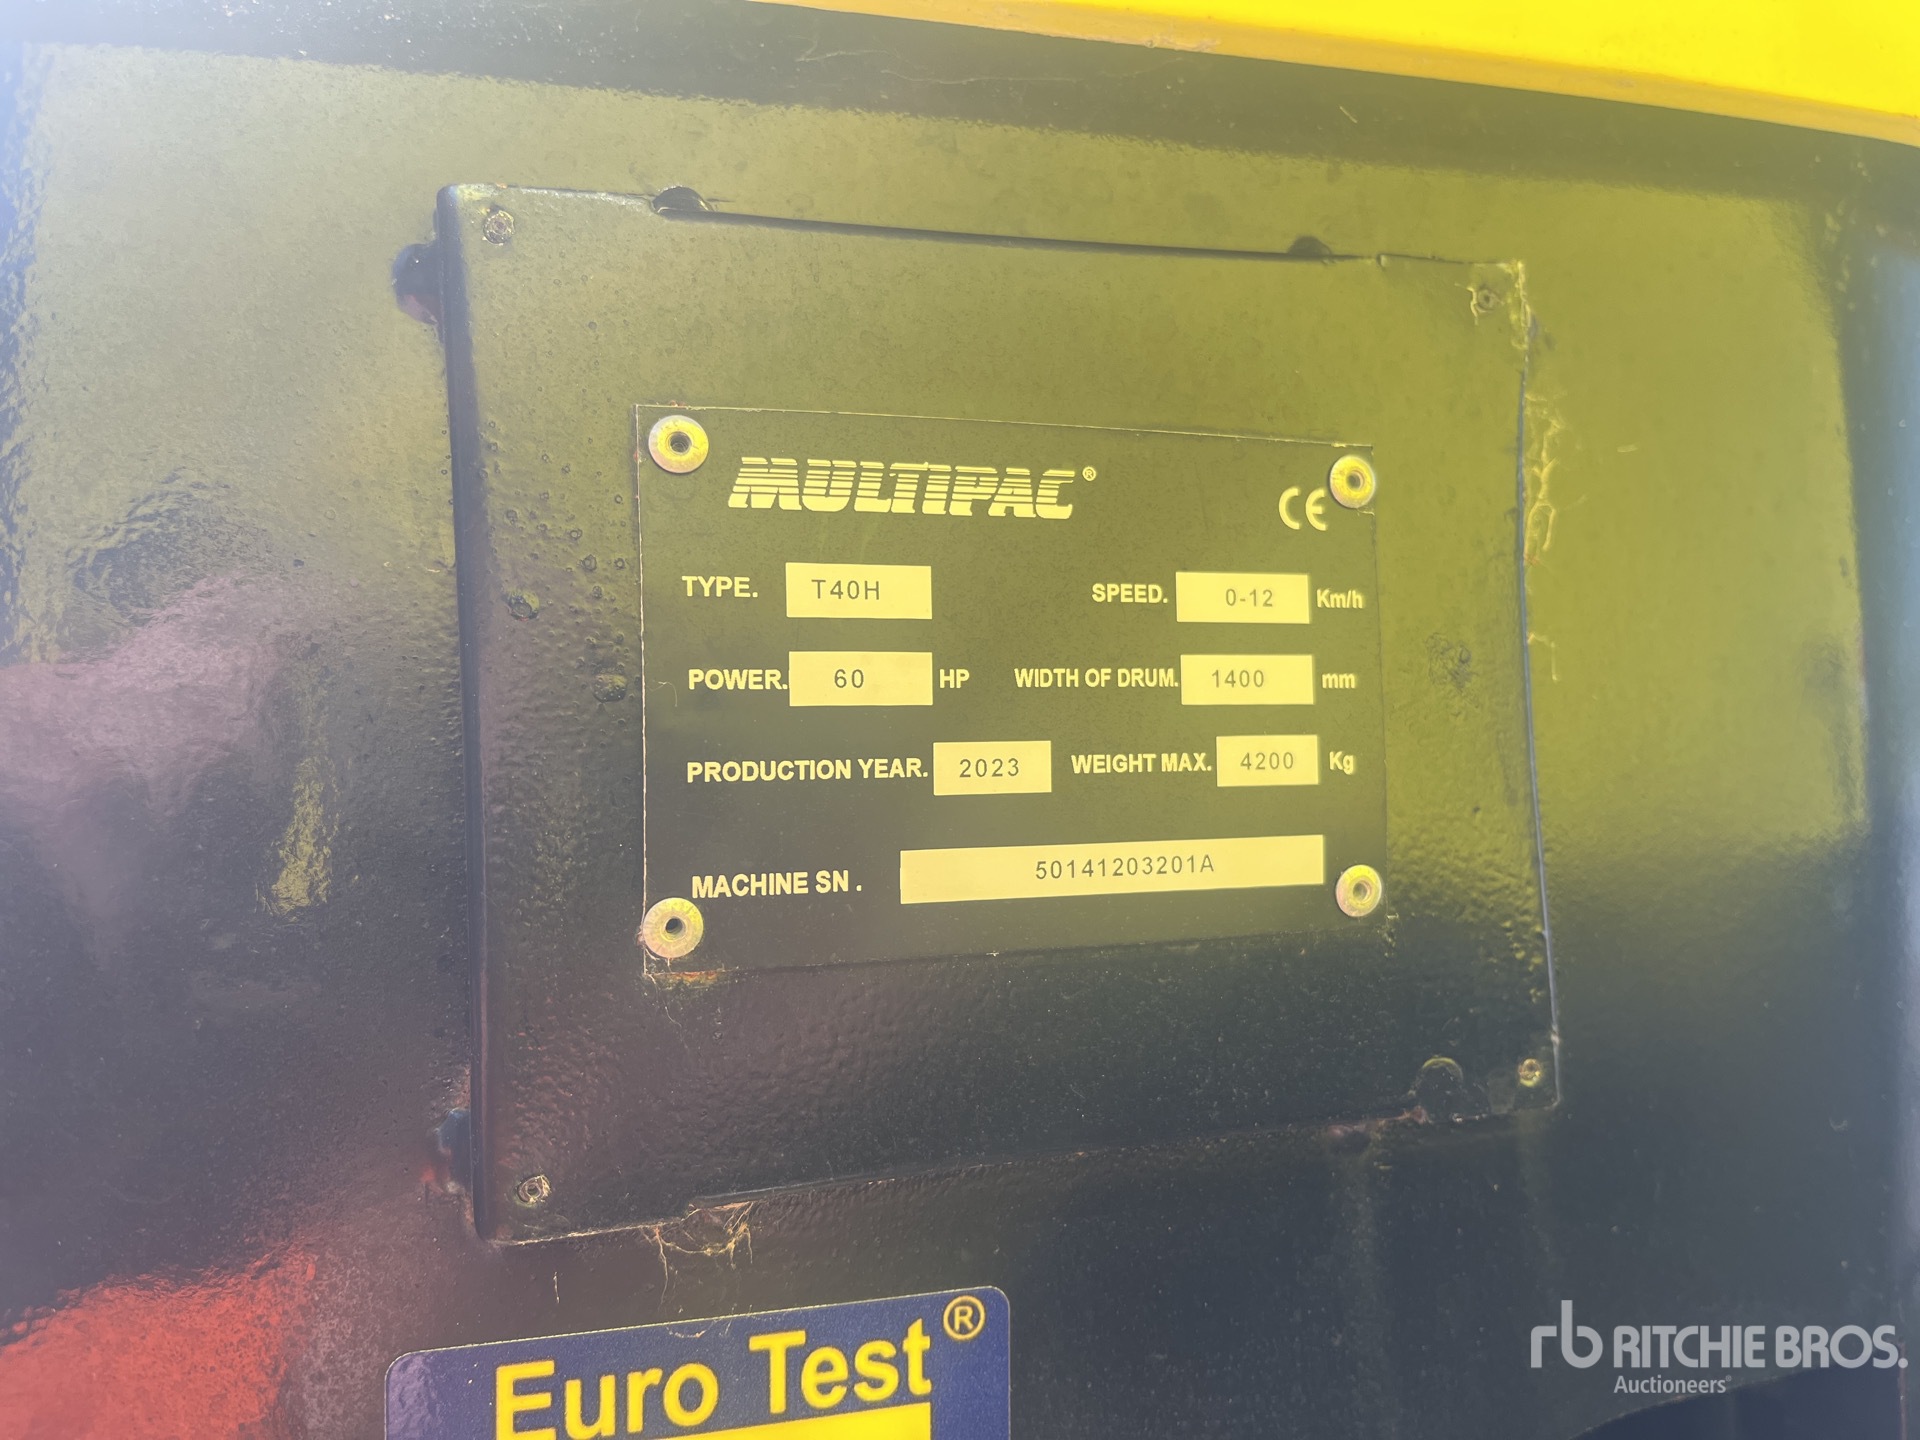 MULTIPAC®
CE
TYPE. T40H SPEED. 0-12 Km/h
POWER. 60 HP WIDTH OF DRUM. 1400 mm
PRODUCTION YEAR. 2023 WEIGHT MAX. 4200 Kg
MACHINE SN. 50141203201A
Euro Test®
rb RITCHIE BROS.
Auctioneers